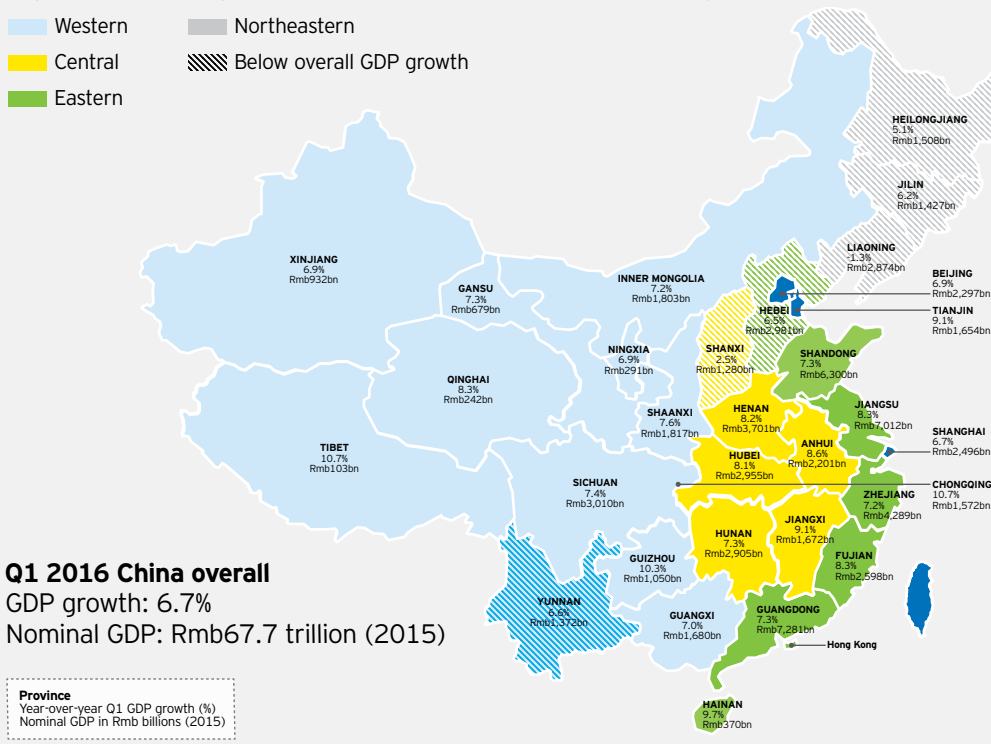 Western
Northeastern
Central
Below overall GDP growth
Eastern
HEILONGJIANG
5.1%
Rmb1,508bn
JILIN
6.2%
Rmb1,427bn
LIAONING
-1.3%
Rmb2,874bn
BEIJING
6.9%
Rmb2,297bn
TIANJIN
9.1%
Rmb1,654bn
XINJIANG
6.9%
Rmb932bn
GANSU
7.3%
Rmb679bn
INNER MONGOLIA
7.2%
Rmb1,803bn
HEBEI
6.5%
Rmb2,981bn
NINGXIA
6.9%
Rmb291bn
SHANXI
2.5%
Rmb1,280bn
SHANDONG
7.3%
Rmb6,300bn
QINGHAI
8.3%
Rmb242bn
SHAANXI
7.6%
Rmb1,817bn
HENAN
8.2%
Rmb3,701bn
JIANGSU
8.3%
Rmb7,012bn
TIBET
10.7%
Rmb103bn
ANHUI
8.6%
Rmb2,201bn
SHANGHAI
6.7%
Rmb2,496bn
HUBEI
8.1%
Rmb2,955bn
SICHUAN
7.4%
Rmb3,010bn
CHONGQING
10.7%
Rmb1,572bn
ZHEJIANG
7.2%
Rmb4,289bn
HUNAN
7.3%
Rmb2,905bn
JIANGXI
9.1%
Rmb1,672bn
GUIZHOU
10.3%
Rmb1,050bn
FUJIAN
8.3%
Rmb2,598bn
YUNNAN
6.6%
Rmb1,372bn
GUANGXI
7.0%
Rmb1,680bn
GUANGDONG
7.3%
Rmb7,281bn
Hong Kong
HAINAN
9.7%
Rmb370bn
Q1 2016 China overall
GDP growth: 6.7%
Nominal GDP: Rmb67.7 trillion (2015)
Province
Year-over-year Q1 GDP growth (%)
Nominal GDP in Rmb billions (2015)